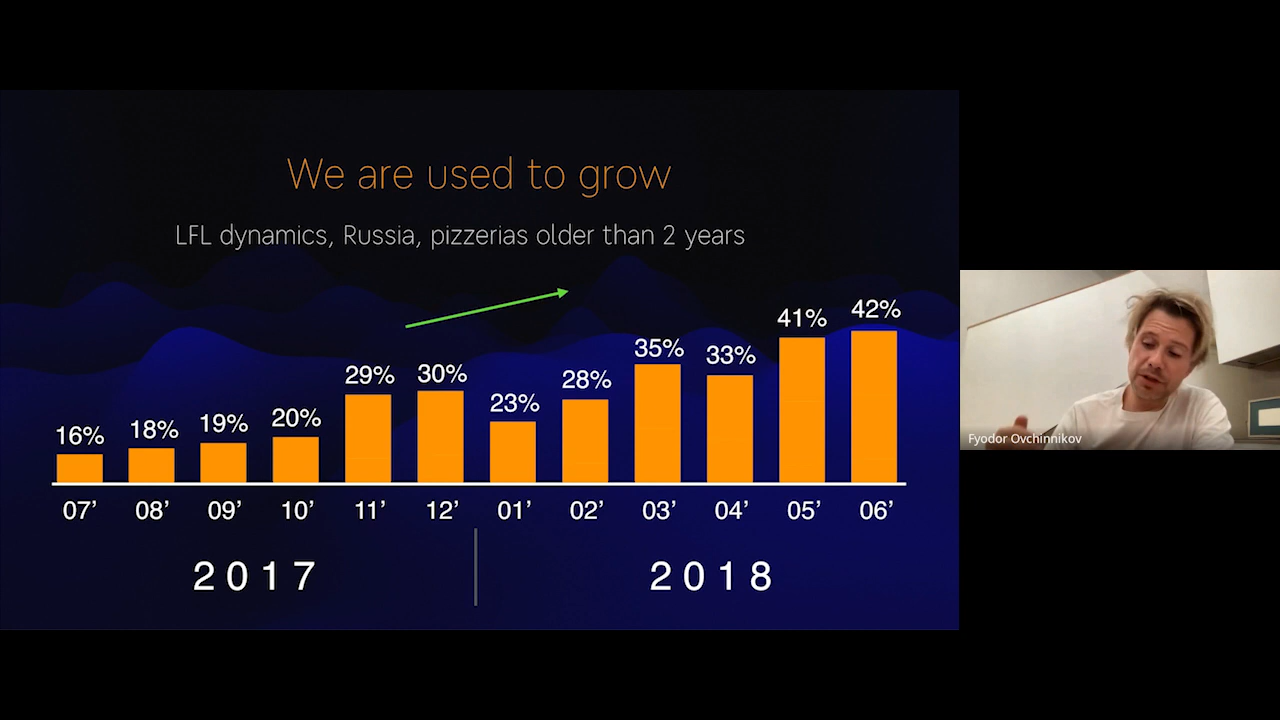 We are used to grow
LFL dynamics, Russia, pizzerias older than 2 years
16% 18% 19% 20% 29% 30% 23% 28% 35% 33% 41% 42%
07’ 08’ 09’ 10’ 11’ 12’ 01’ 02’ 03’ 04’ 05’ 06’
2017 2018
Fyodor Ovchinnikov